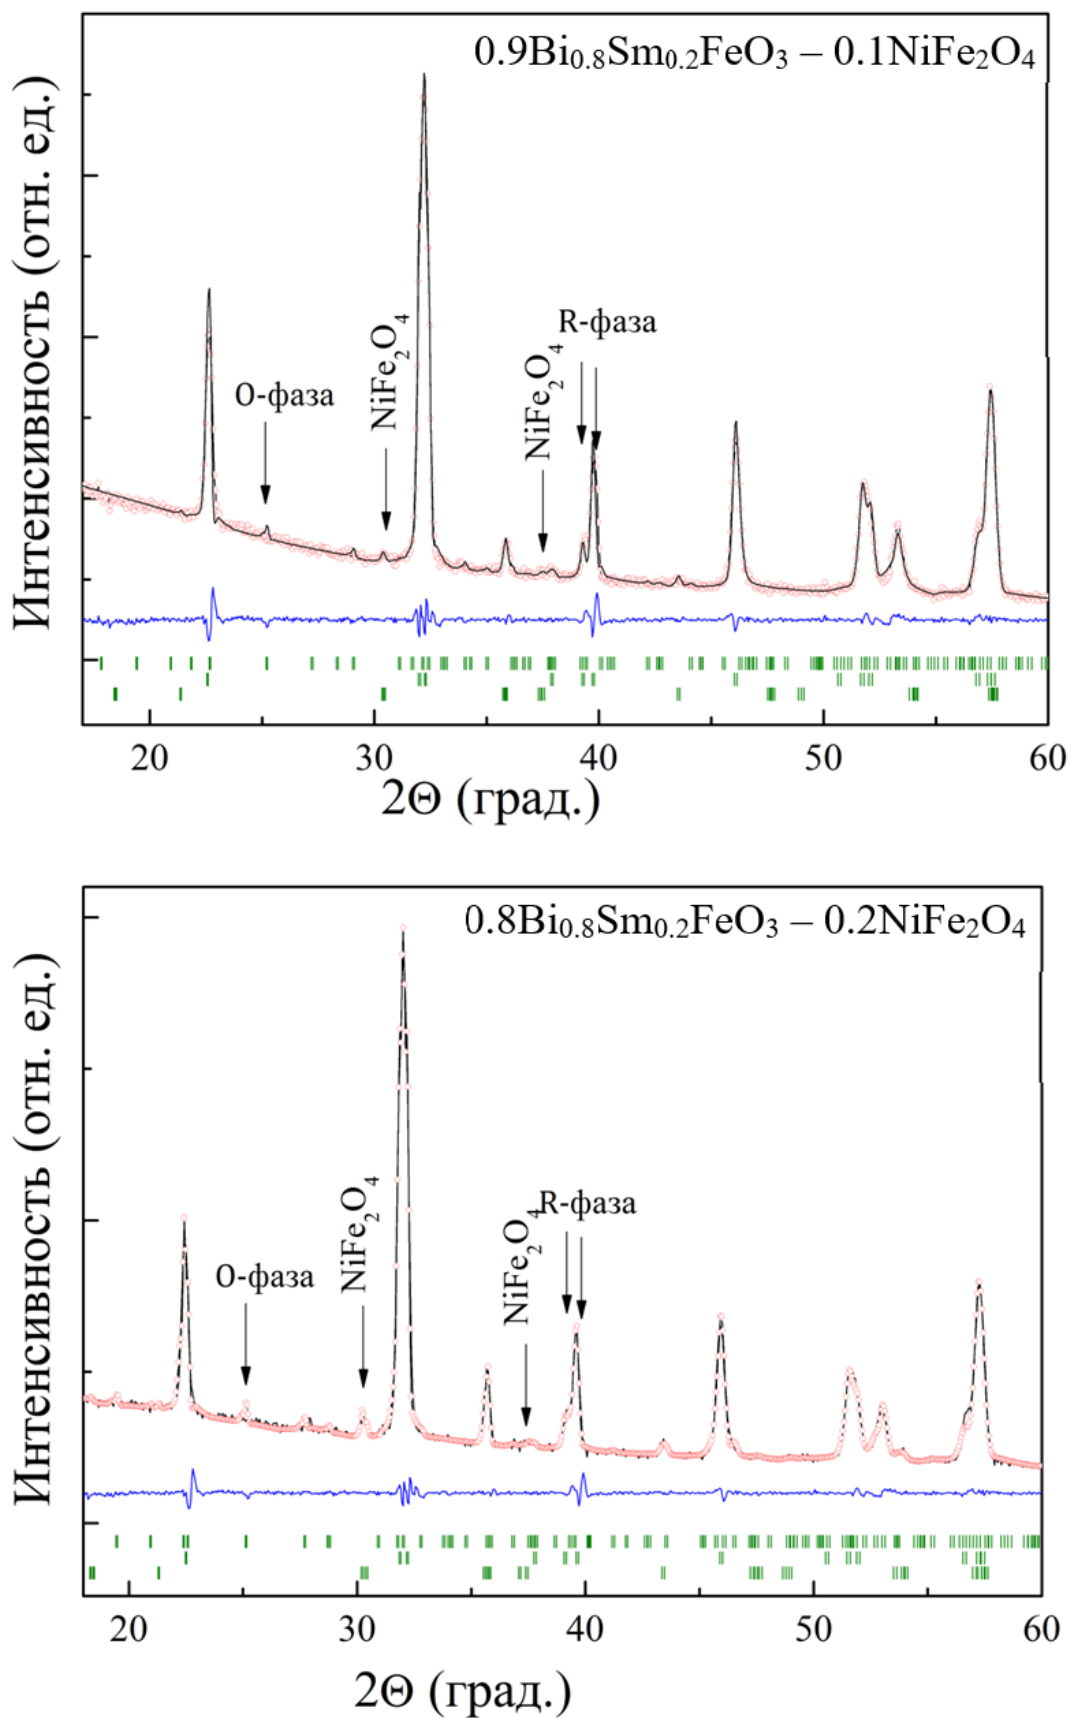 0.9Bi₀.₈Sm₀.₂FeO₃ – 0.1NiFe₂O₄
Интенсивность (отн. ед.)
О-фаза
NiFe₂O₄
NiFe₂O₄
R-фаза
20 30 40 50 60
2Θ (град.)
0.8Bi₀.₈Sm₀.₂FeO₃ – 0.2NiFe₂O₄
Интенсивность (отн. ед.)
О-фаза
NiFe₂O₄
NiFe₂O₄
R-фаза
20 30 40 50 60
2Θ (град.)